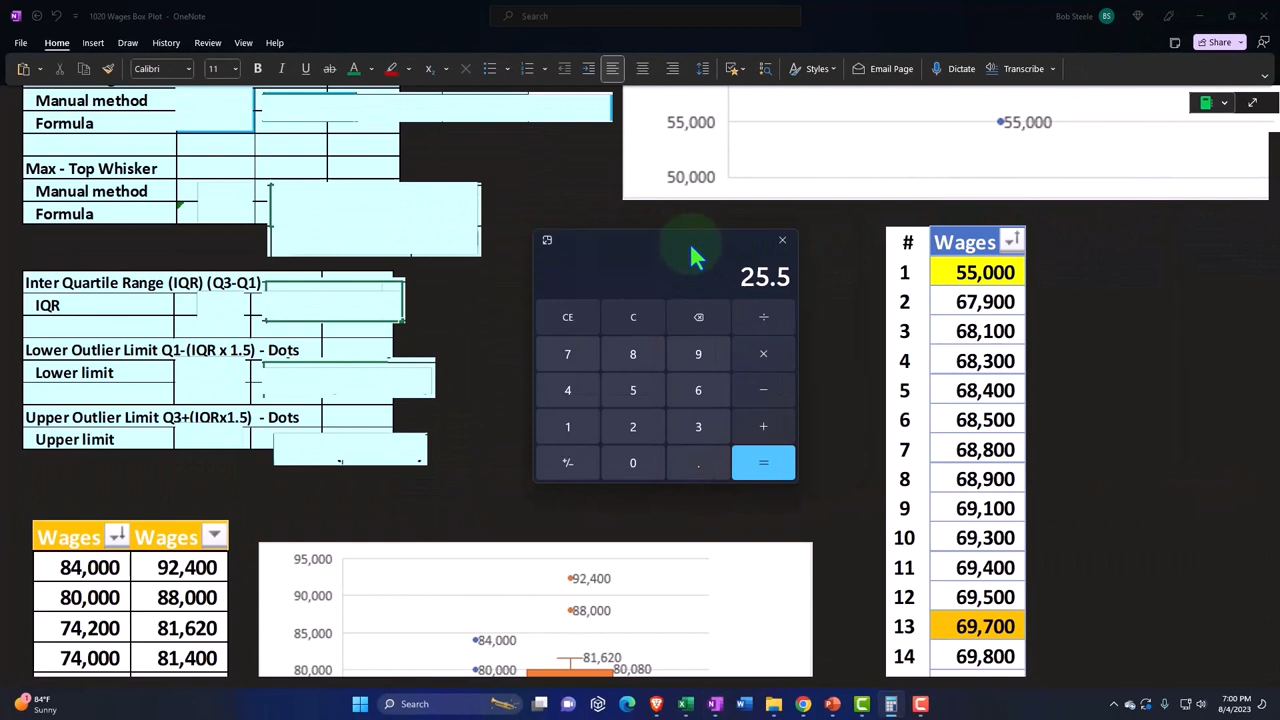 1020 Wages Box Plot - OneNote
Search
Bob Steele BS
File Home Insert Draw History Review View Help
Share
Calibri 11 B I U ab A Styles Email Page Dictate Transcribe
Manual method
Formula
Max - Top Whisker
Manual method
Formula
Inter Quartile Range (IQR) (Q3-Q1)
IQR
Lower Outlier Limit Q1-(IQR x 1.5) - Dots
Lower limit
Upper Outlier Limit Q3+(IQRx1.5) - Dots
Upper limit
55,000
55,000
50,000
25.5
CE C ÷
7 8 9 ×
4 5 6 −
1 2 3 +
+/- 0 . =
# Wages
1 55,000
2 67,900
3 68,100
4 68,300
5 68,400
6 68,500
7 68,800
8 68,900
9 69,100
10 69,300
11 69,400
12 69,500
13 69,700
14 69,800
Wages Wages
84,000 92,400
80,000 88,000
74,200 81,620
74,000 81,400
95,000
92,400
90,000
88,000
85,000
84,000
81,620
80,000
80,000
80,080
84°F
Sunny
Search
7:00 PM
8/4/2023